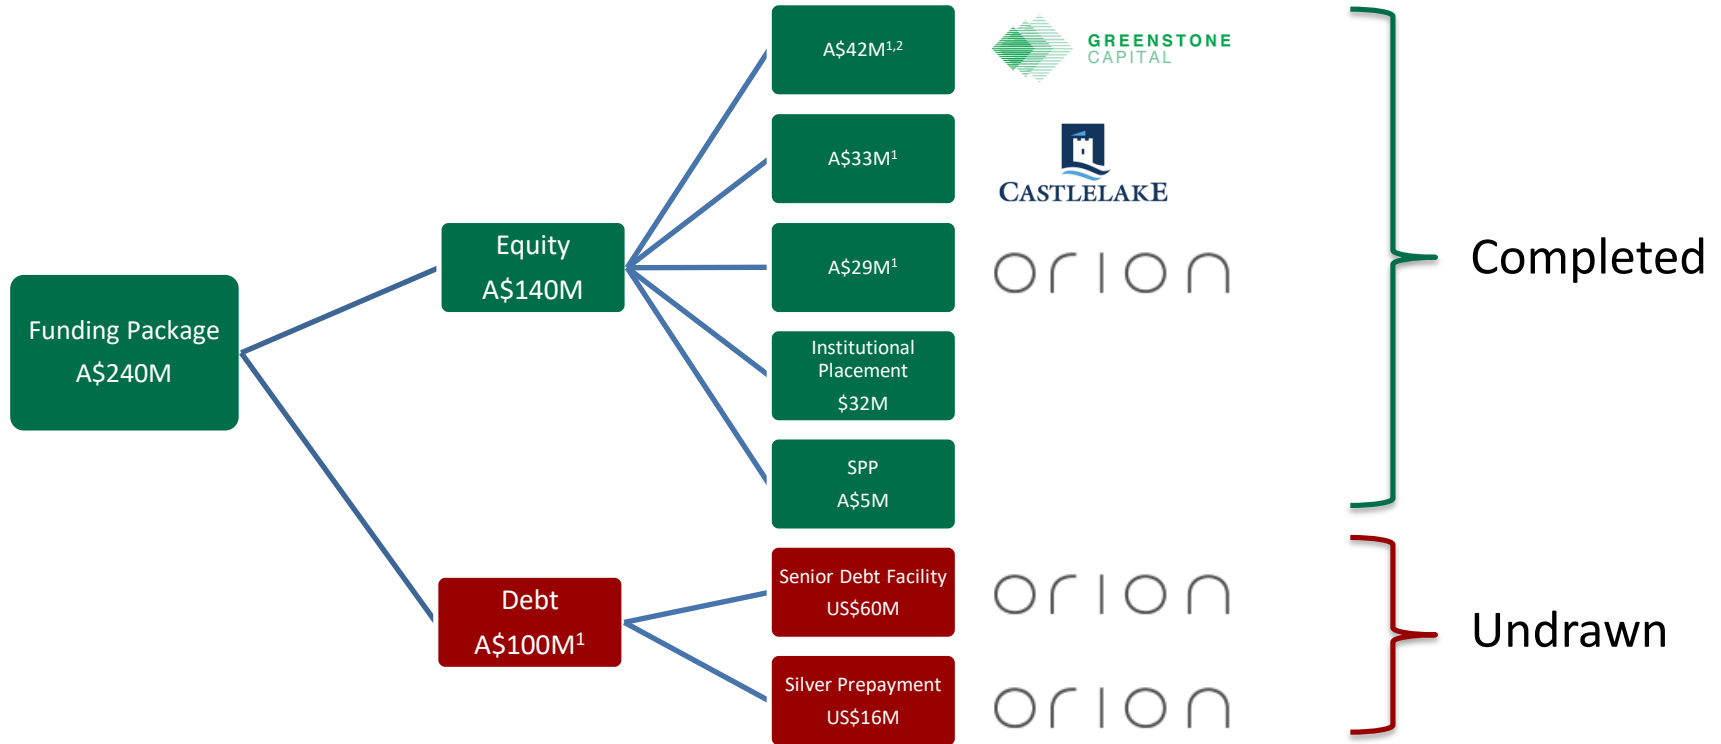 Funding Package
A$240M
Equity
A$140M
Debt
A$100M¹
A$42M¹,²
GREENSTONE
CAPITAL
A$33M¹
CASTLELAKE
A$29M¹
orion
Institutional
Placement
$32M
SPP
A$5M
Completed
Senior Debt Facility
US$60M
orion
Silver Prepayment
US$16M
orion
Undrawn